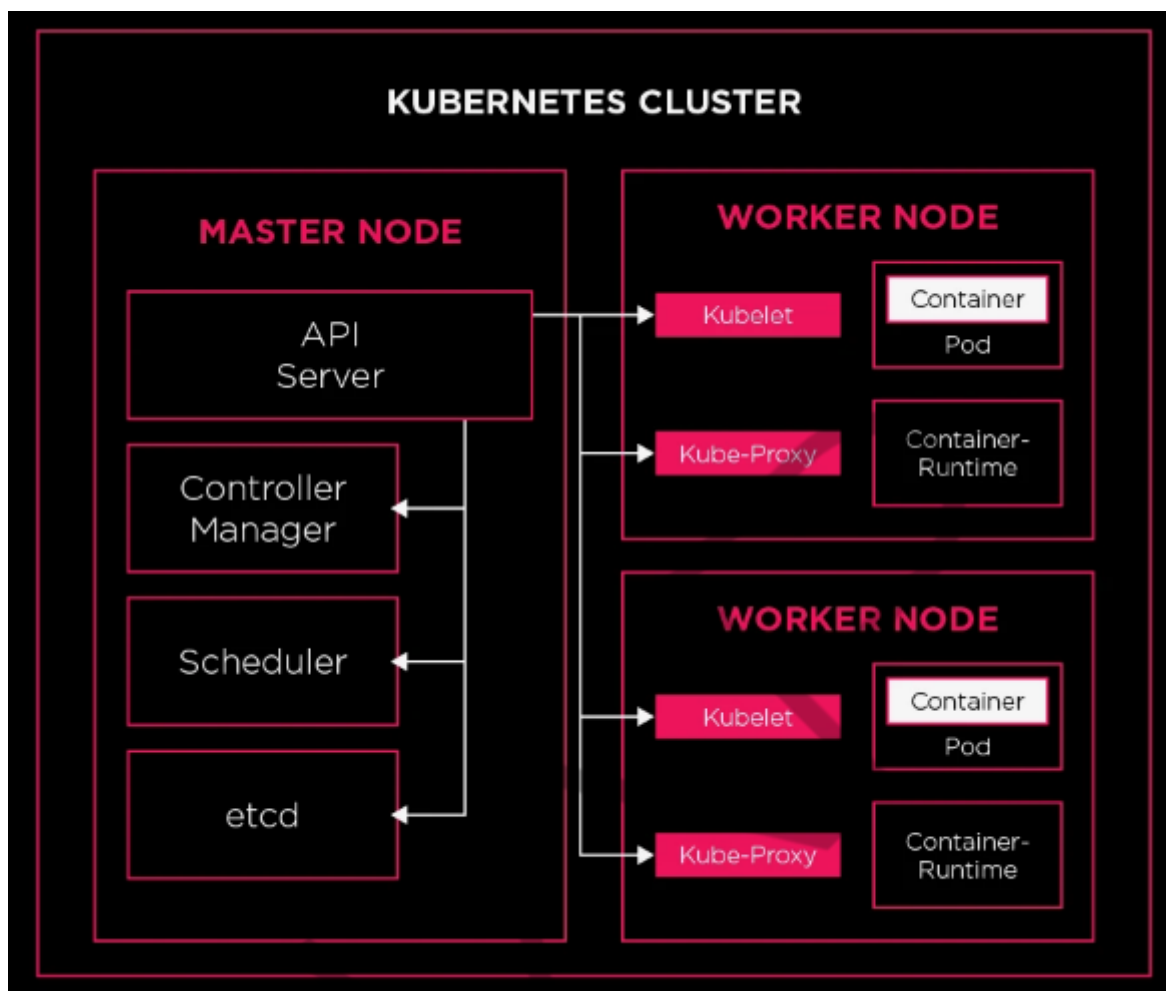 KUBERNETES CLUSTER
MASTER NODE
API
Server
Controller
Manager
Scheduler
etcd
WORKER NODE
Kubelet
Container
Pod
Kube-Proxy
Container-
Runtime
WORKER NODE
Kubelet
Container
Pod
Kube-Proxy
Container-
Runtime